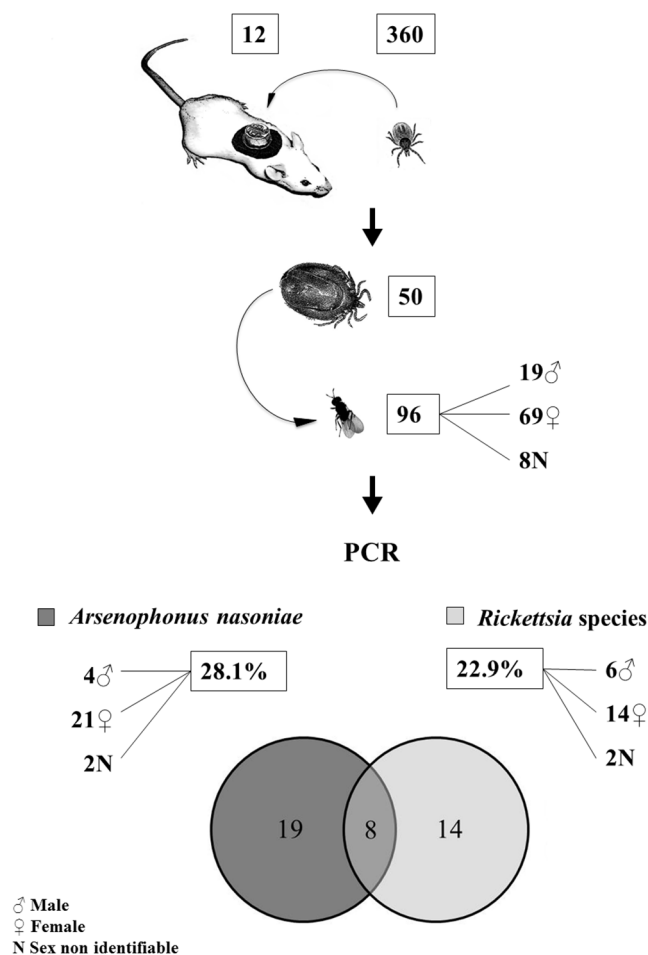 12
360
50
19♂
96
69♀
8N
PCR
Arsenophonus nasoniae
Rickettsia species
4♂
28.1%
21♀
2N
22.9%
6♂
14♀
2N
19
8
14
♂ Male
♀ Female
N Sex non identifiable